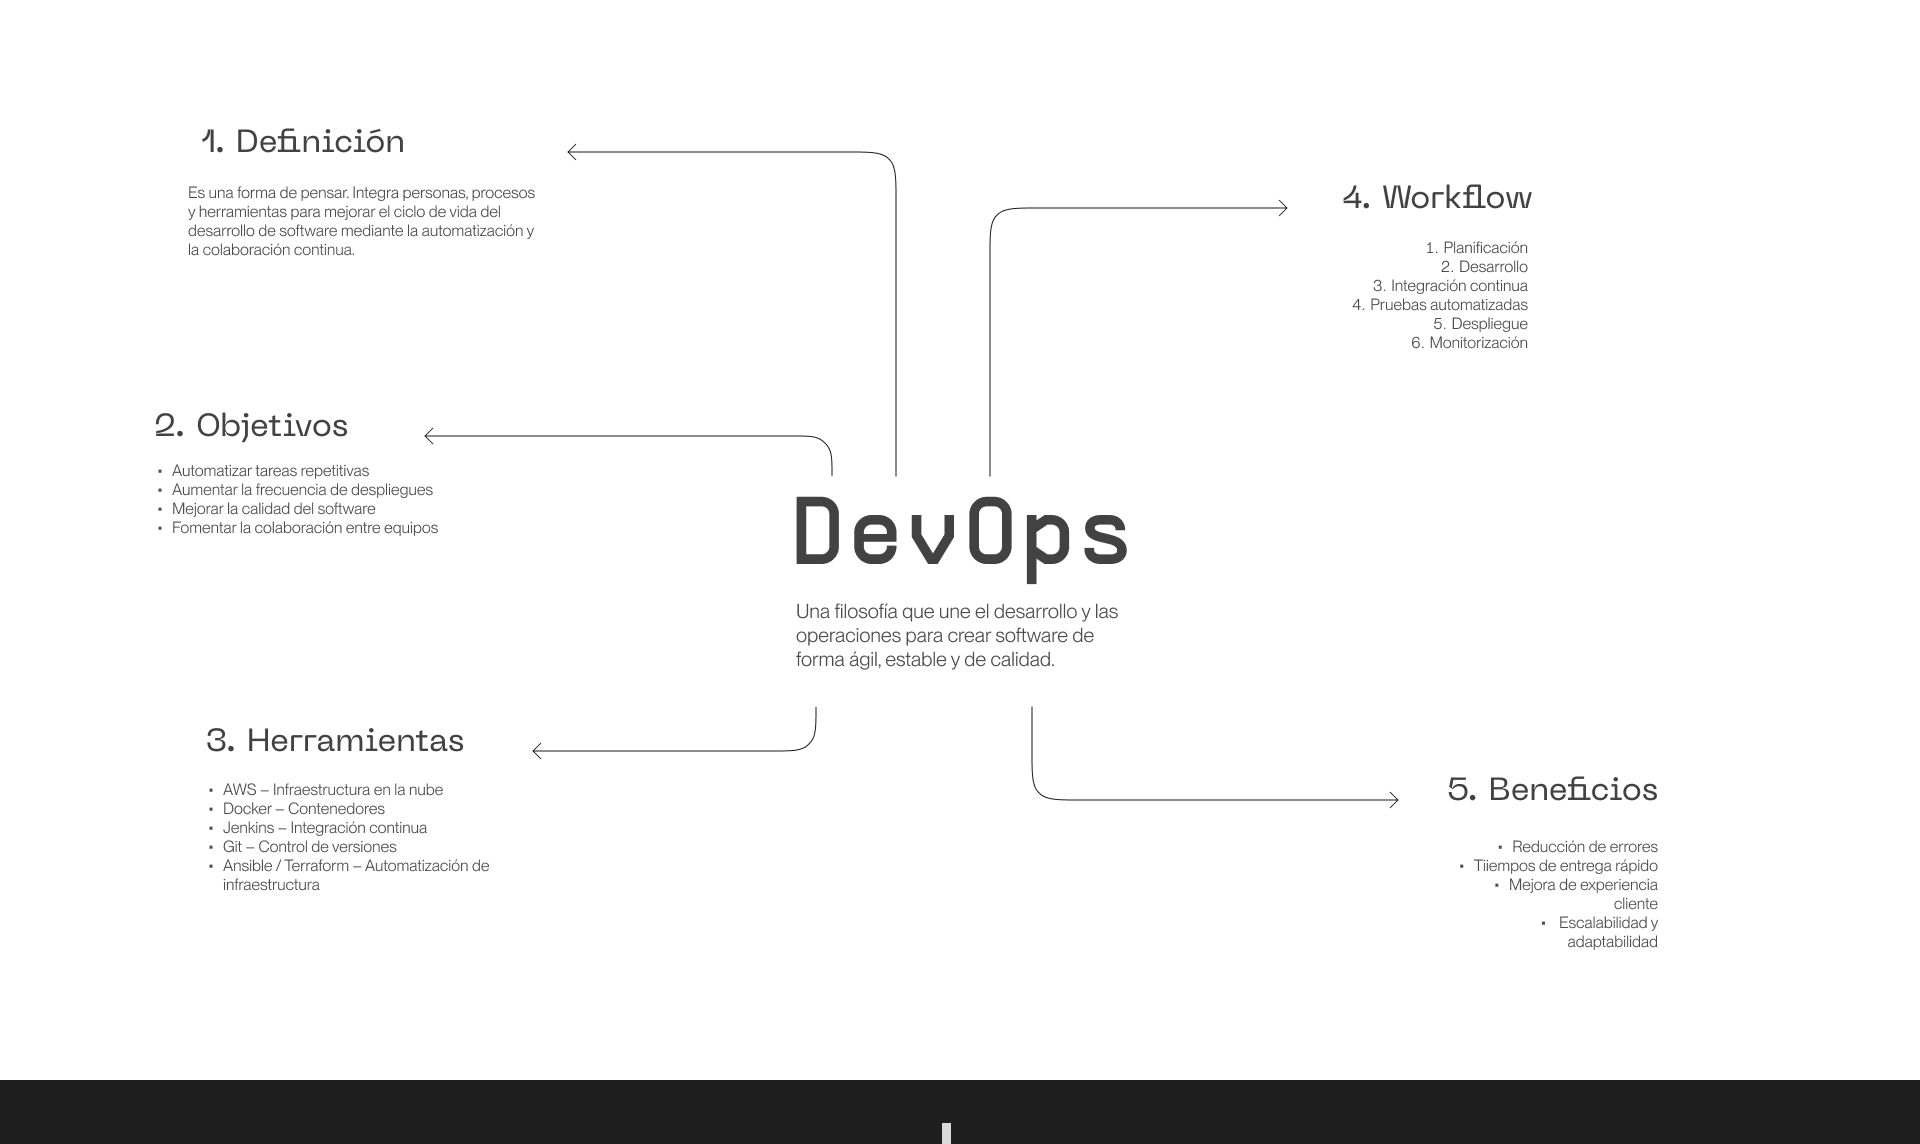 1. Definición
Es una forma de pensar. Integra personas, procesos
y herramientas para mejorar el ciclo de vida del
desarrollo de software mediante la automatización y
la colaboración continua.
2. Objetivos
▪ Automatizar tareas repetitivas
▪ Aumentar la frecuencia de despliegues
▪ Mejorar la calidad del software
▪ Fomentar la colaboración entre equipos
3. Herramientas
▪ AWS – Infraestructura en la nube
▪ Docker – Contenedores
▪ Jenkins – Integración continua
▪ Git – Control de versiones
▪ Ansible / Terraform – Automatización de
infraestructura
DevOps
Una filosofía que une el desarrollo y las
operaciones para crear software de
forma ágil, estable y de calidad.
4. Workflow
1. Planificación
2. Desarrollo
3. Integración continua
4. Pruebas automatizadas
5. Despliegue
6. Monitorización
5. Beneficios
▪ Reducción de errores
▪ Tiiempos de entrega rápido
▪ Mejora de experiencia
cliente
▪ Escalabilidad y
adaptabilidad